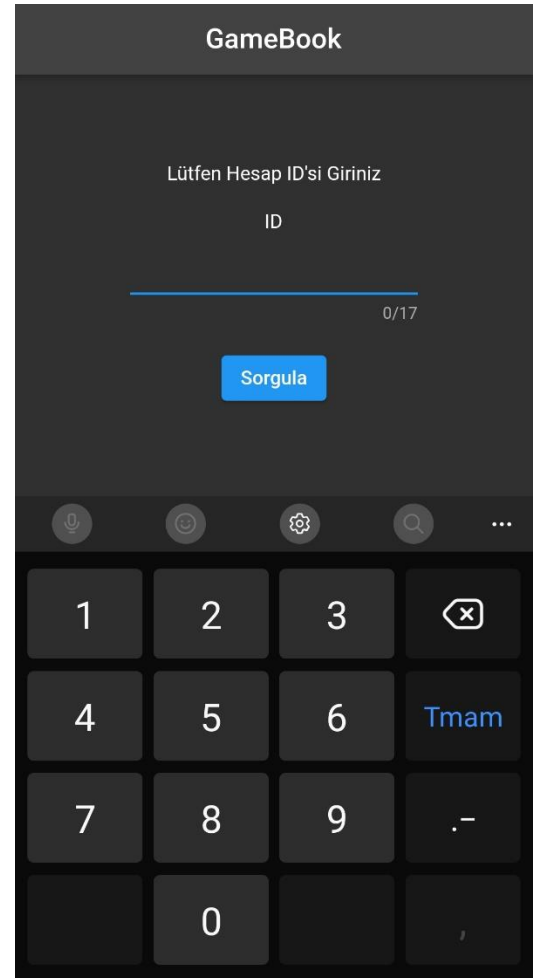 GameBook
Lütfen Hesap ID'si Giriniz
ID
0/17
Sorgula
1 2 3
4 5 6 Tmam
7 8 9 .-
0 ,